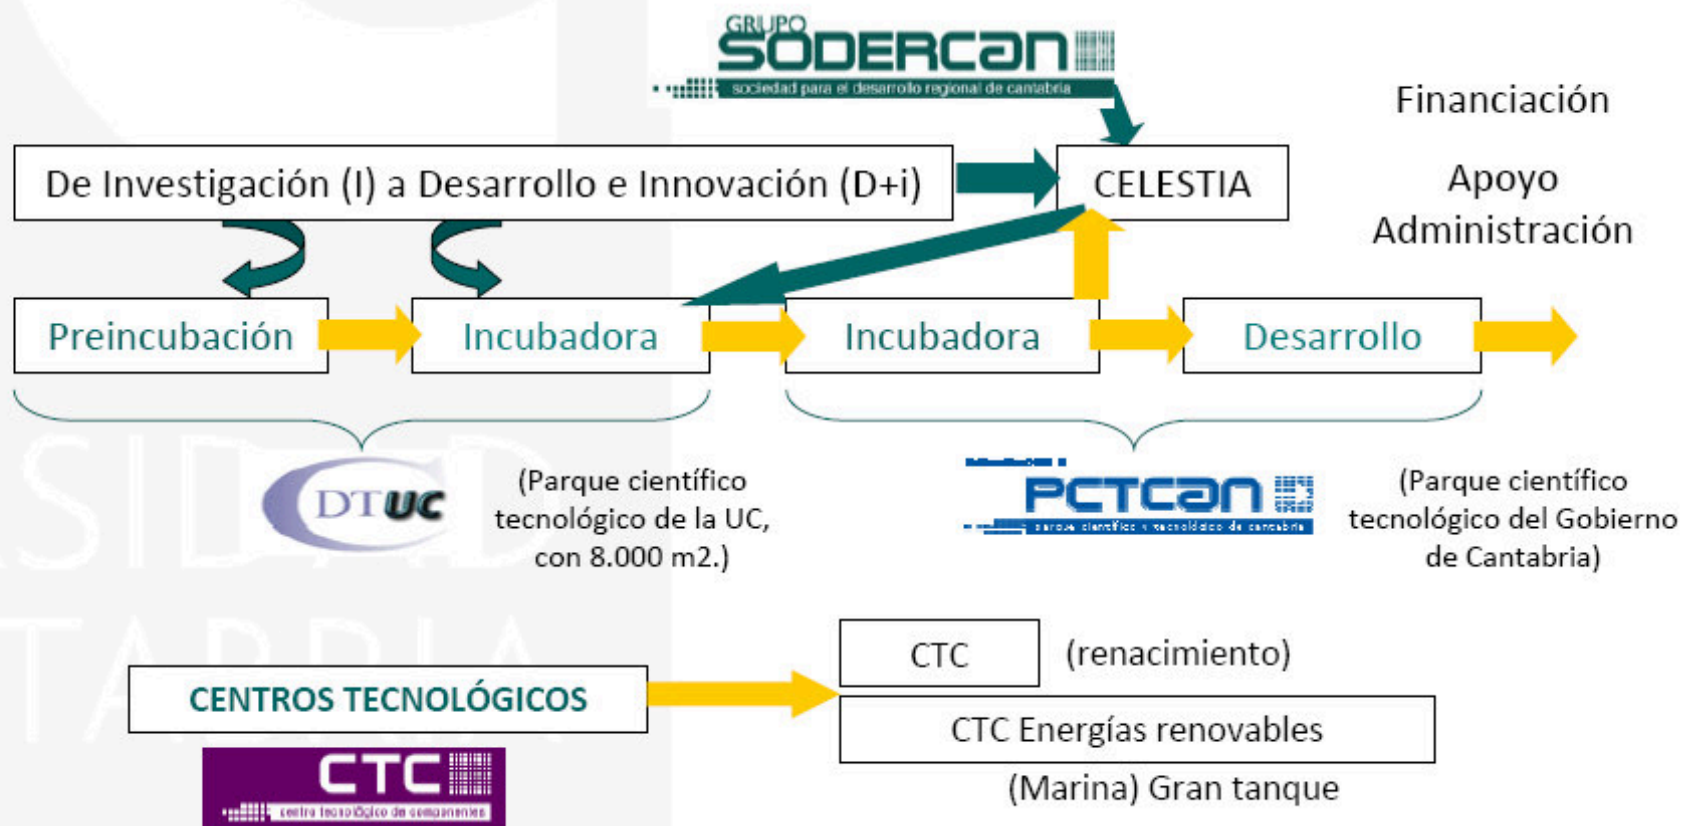 GRUPO
SODERCAN
sociedad para el desarrollo regional de cantabria
Financiación
De Investigación (I) a Desarrollo e Innovación (D+i)
CELESTIA
Apoyo
Administración
Preincubación
Incubadora
Incubadora
Desarrollo
DTUC
(Parque científico
tecnológico de la UC,
con 8.000 m2.)
PCTCAN
parque científico y tecnológico de cantabria
(Parque científico
tecnológico del Gobierno
de Cantabria)
CTC
(renacimiento)
CENTROS TECNOLÓGICOS
CTC Energías renovables
(Marina) Gran tanque
CTC
centro tecnológico de componentes